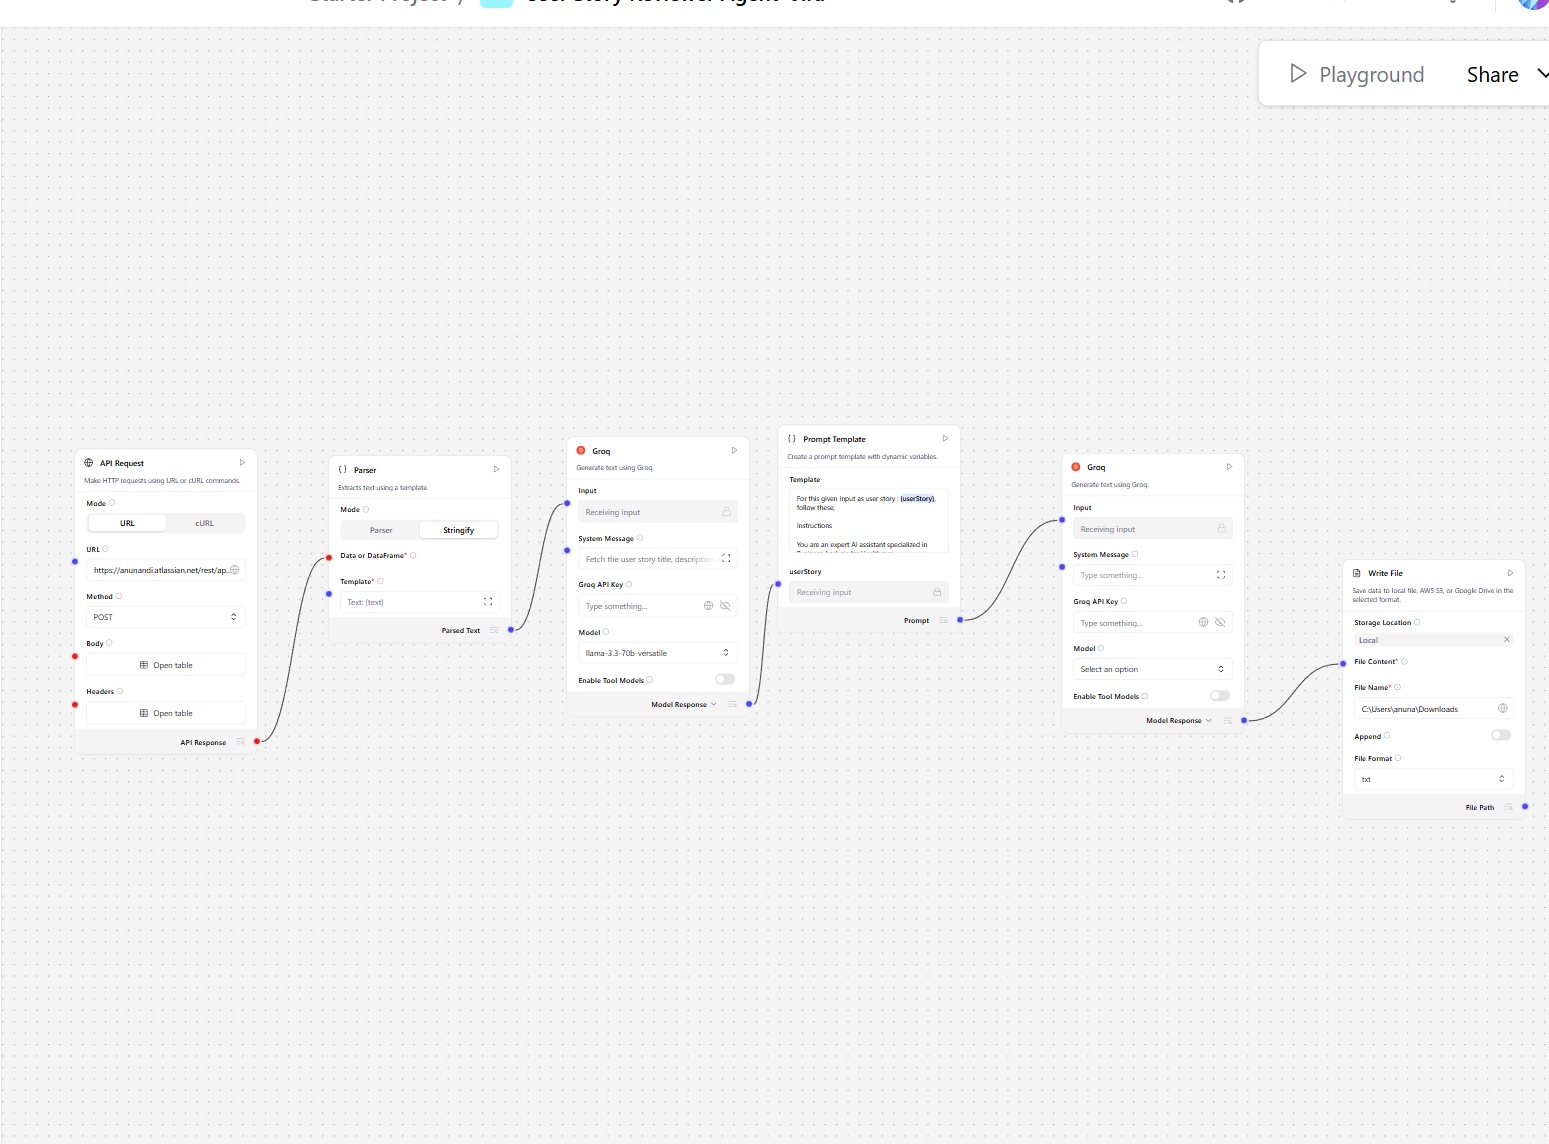 Playground
Share
API Request
Make HTTP requests using URL or cURL commands.
Mode
URL
cURL
URL
https://anunandi.atlassian.net/rest/ap...
Method
POST
Body
Open table
Headers
Open table
API Response
Parser
Extracts text using a template.
Mode
Parser
Stringify
Data or DataFrame*
Template*
Text: {text}
Parsed Text
Groq
Generate text using Groq.
Input
Receiving input
System Message
Fetch the user story title, description
Groq API Key
Type something...
Model
llama-3.3-70b-versatile
Enable Tool Models
Model Response
Prompt Template
Create a prompt template with dynamic variables.
Template
For this given Input as user story : {userStory},
follow these;
Instructions
You are an expert AI assistant specialized in
userStory
Receiving input
Prompt
Groq
Generate text using Groq.
Input
Receiving input
System Message
Type something...
Groq API Key
Type something...
Model
Select an option
Enable Tool Models
Model Response
Write File
Save data to local file, AWS S3, or Google Drive in the
selected format.
Storage Location
Local
File Content*
File Name*
C:\Users\anuna\Downloads
Append
File Format
txt
File Path